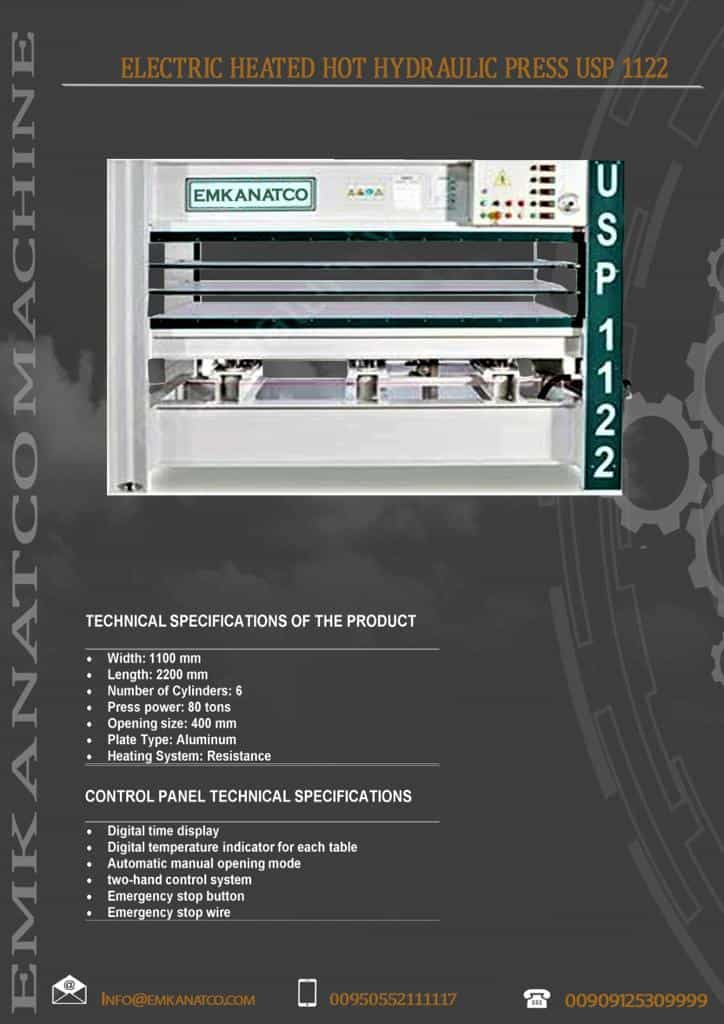 EMKANATCO MACHINE
ELECTRIC HEATED HOT HYDRAULIC PRESS USP 1122
EMKANATCO
USP 1122
TECHNICAL SPECIFICATIONS OF THE PRODUCT
• Width: 1100 mm
• Length: 2200 mm
• Number of Cylinders: 6
• Press power: 80 tons
• Opening size: 400 mm
• Plate Type: Aluminum
• Heating System: Resistance
CONTROL PANEL TECHNICAL SPECIFICATIONS
• Digital time display
• Digital temperature indicator for each table
• Automatic manual opening mode
• two-hand control system
• Emergency stop button
• Emergency stop wire
INFO@EMKANATCO.COM 00950552111117 00909125309999